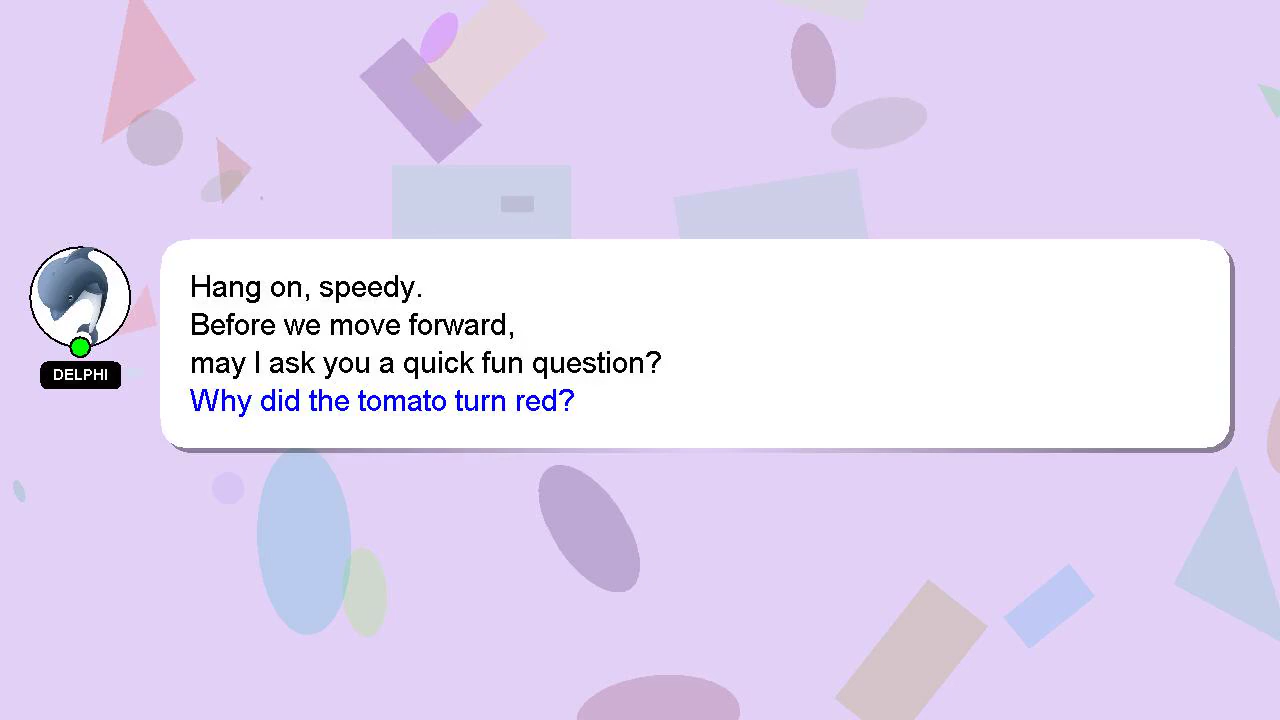 Hang on, speedy.
Before we move forward,
may I ask you a quick fun question?
Why did the tomato turn red?
DELPHI